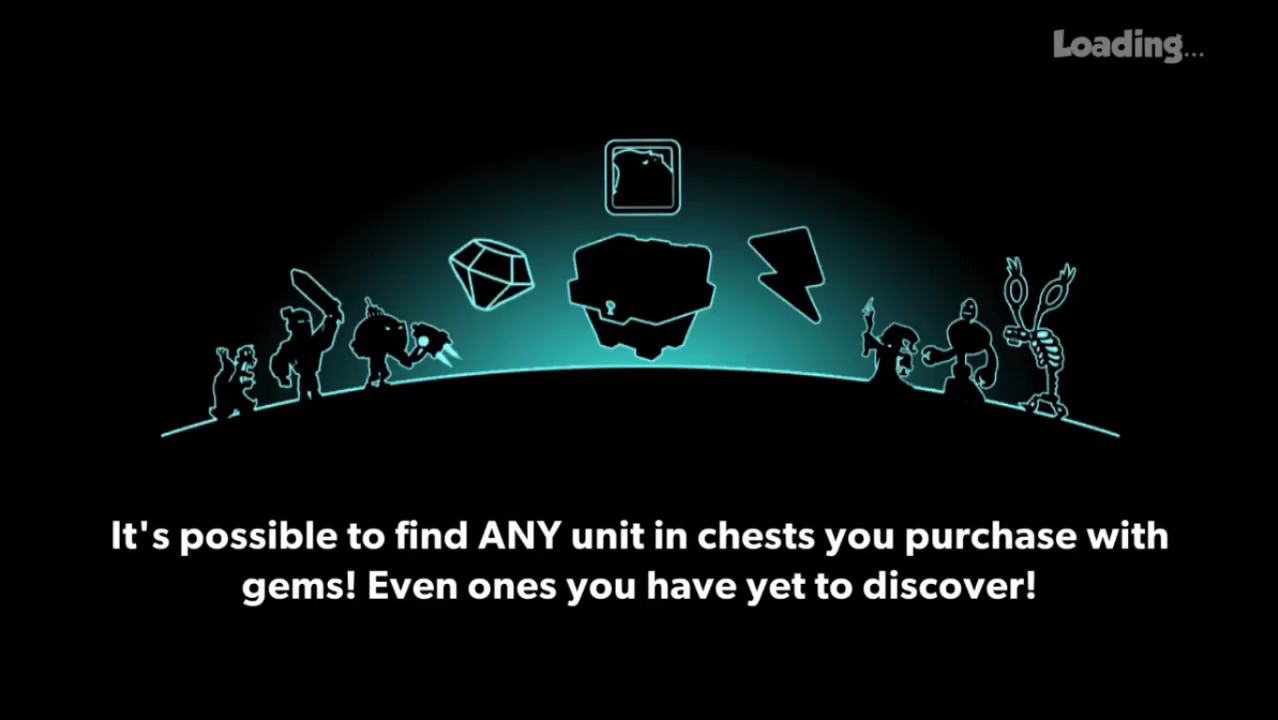 Loading...
It's possible to find ANY unit in chests you purchase with
gems! Even ones you have yet to discover!